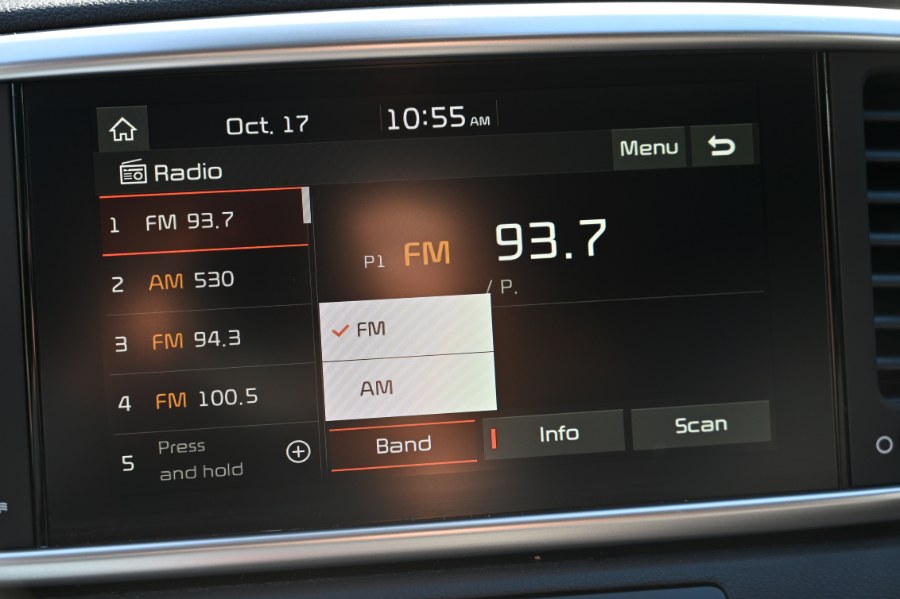 Oct. 17
10:55 AM
Radio
Menu
1 FM 93.7
P1 FM 93.7
/ P.
2 AM 530
3 FM 94.3
4 FM 100.5
5 Press
and hold
FM
AM
Band
Info
Scan